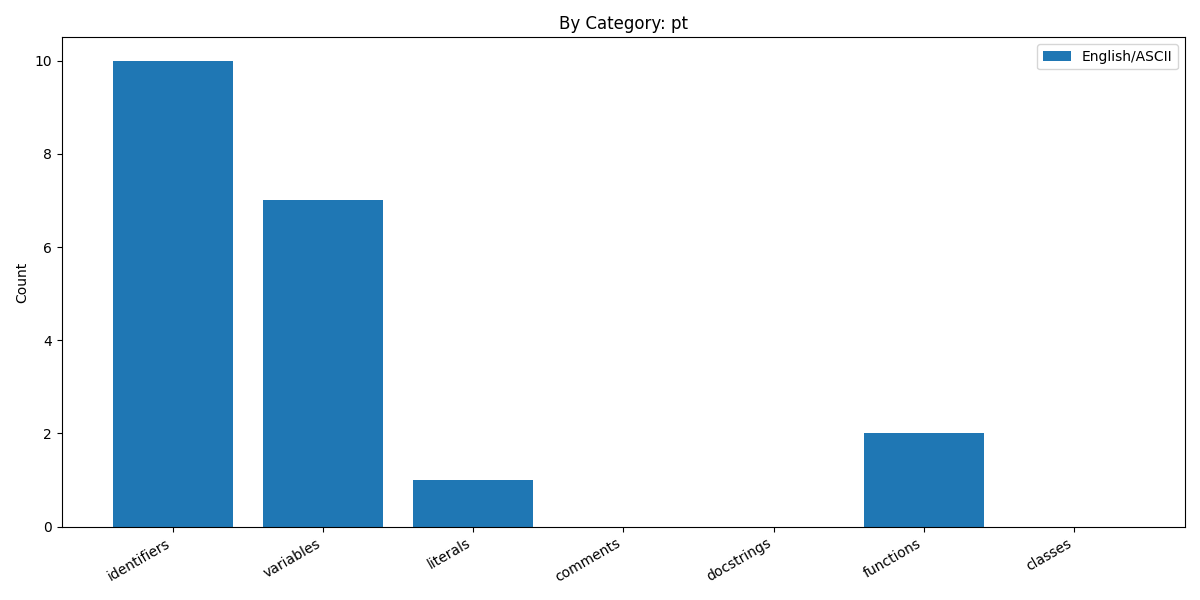 By Category: pt
English/ASCII
Count
10
8
6
4
2
0
identifiers
variables
literals
comments
docstrings
functions
classes